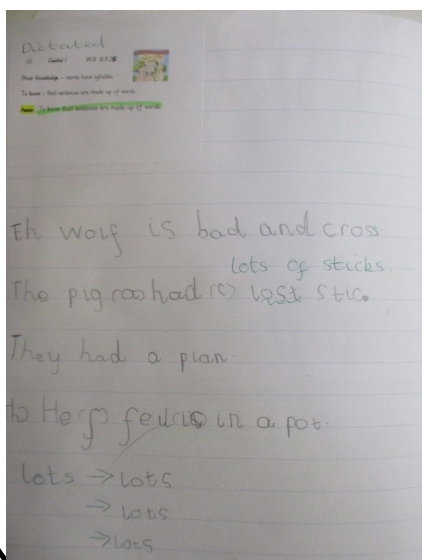 Dictated
Prior Knowledge - words have syllables
To know - that sentences are made up of words
To know that sentences are made up of words
Eh wolf is bad and cross
lots of sticks.
The pig had (s) lost stic.
They had a plan.
in a pot.
lots → lots
→ lots
→ lots